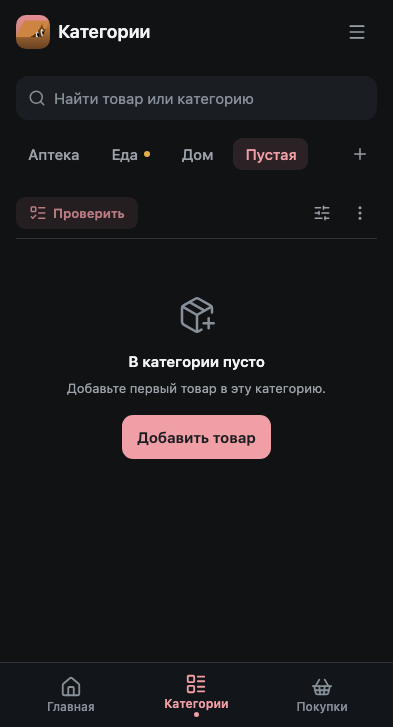 Категории
Найти товар или категорию
Аптека Еда Дом Пустая
Проверить
В категории пусто
Добавьте первый товар в эту категорию.
Добавить товар
Главная Категории Покупки